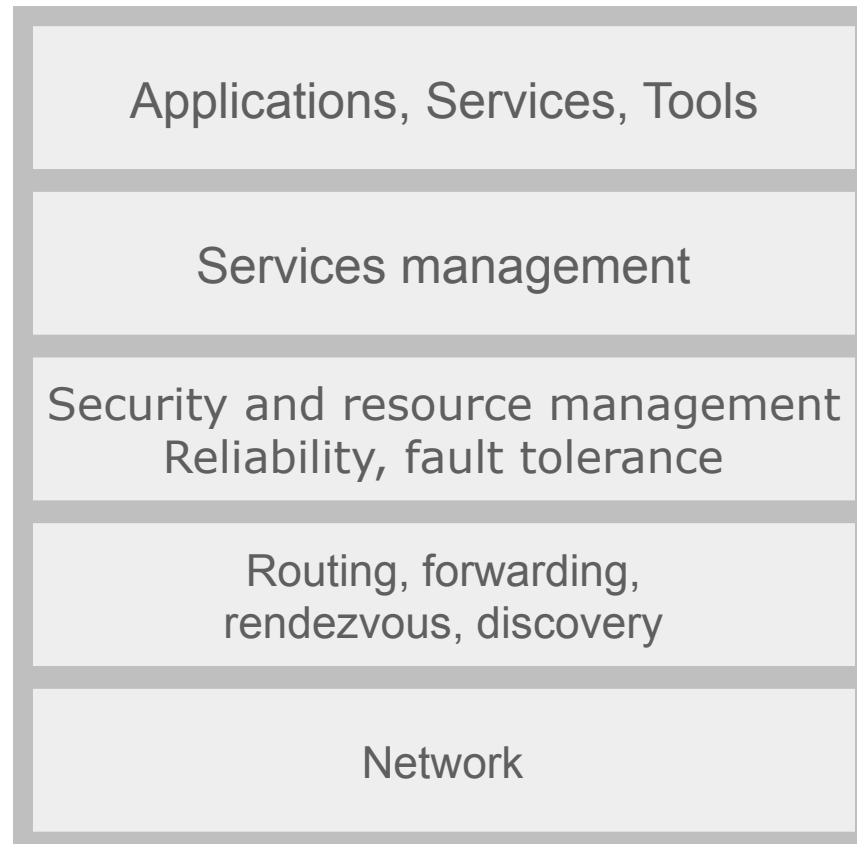 Applications, Services, Tools
Services management
Security and resource management
Reliability, fault tolerance
Routing, forwarding,
rendezvous, discovery
Network